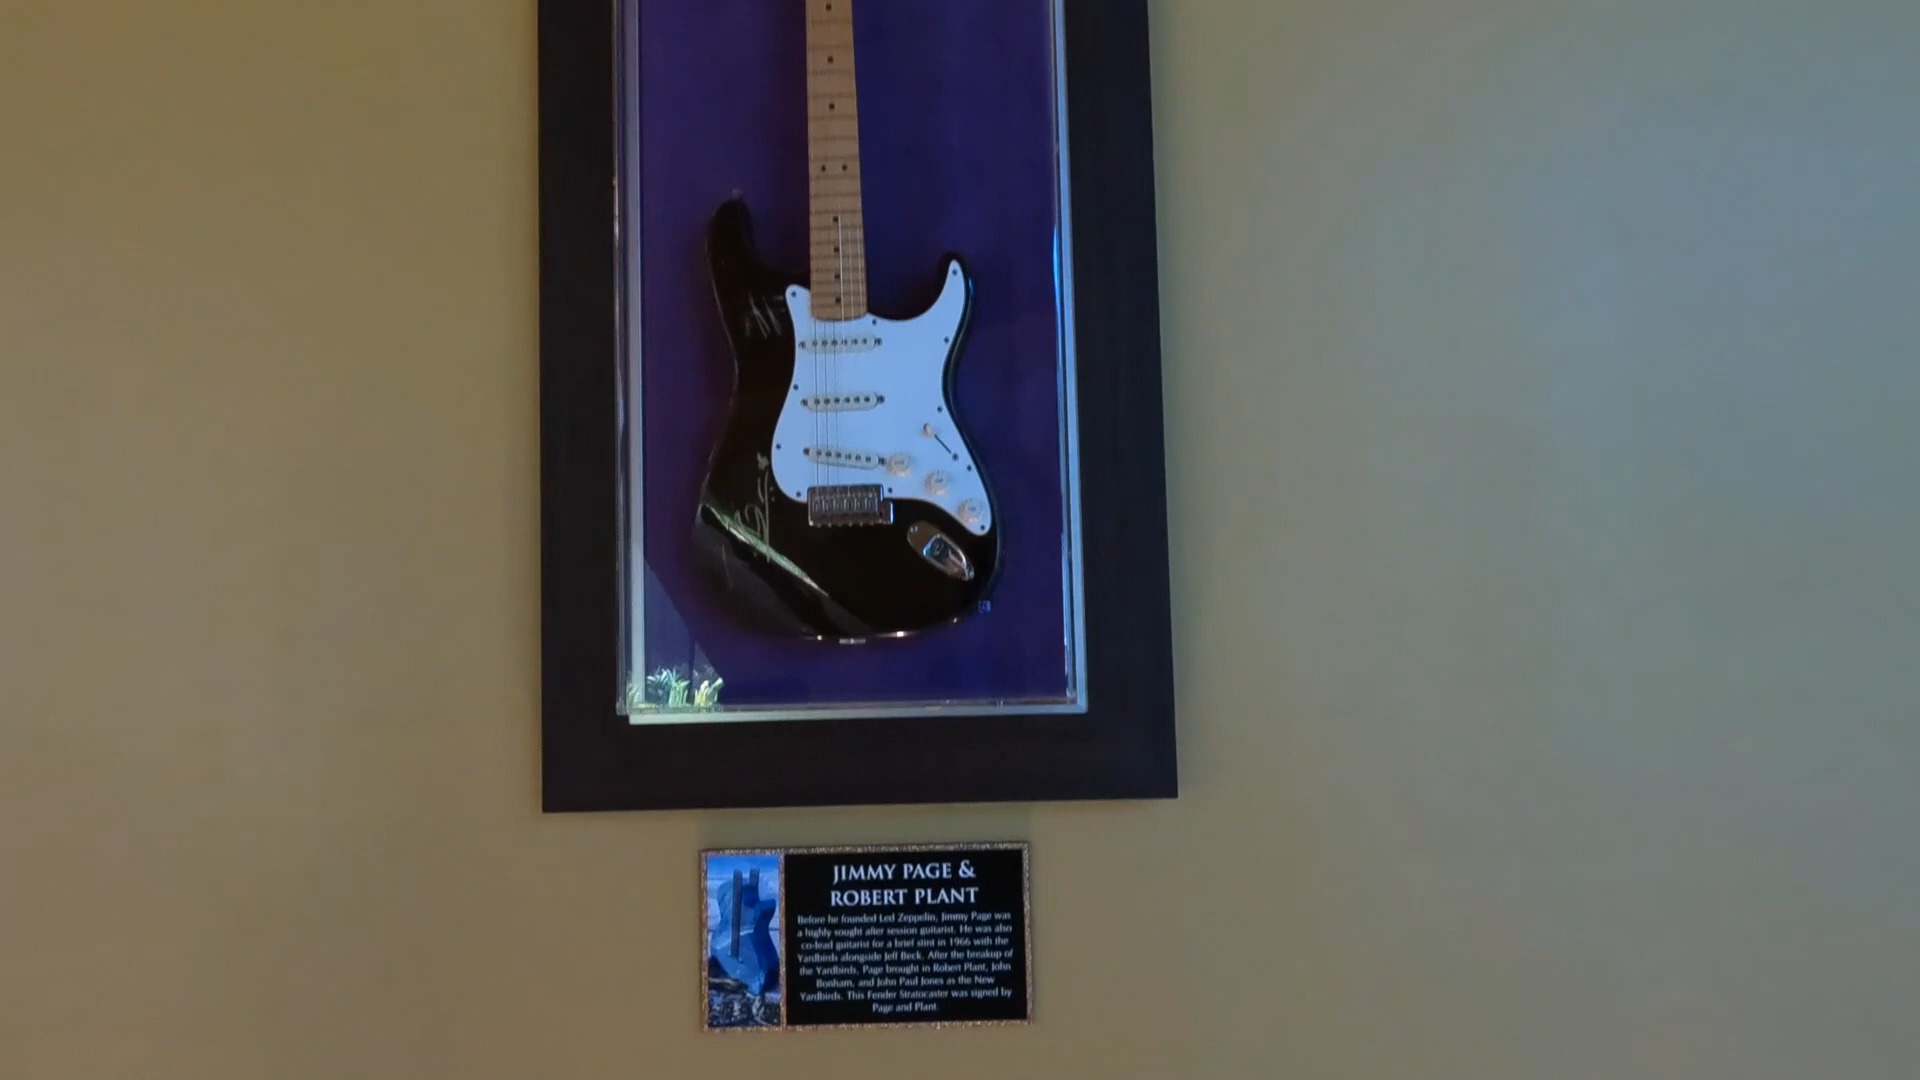 JIMMY PAGE &
ROBERT PLANT
Before he founded Led Zeppelin, Jimmy Page was
a highly sought after session guitarist. He was also
co-lead guitarist for a brief stint in 1966 with the
Yardbirds alongside Jeff Beck. After the breakup of
the Yardbirds, Page brought in Robert Plant, John
Bonham, and John Paul Jones as the New
Yardbirds. This Fender Stratocaster was signed by
Page and Plant.